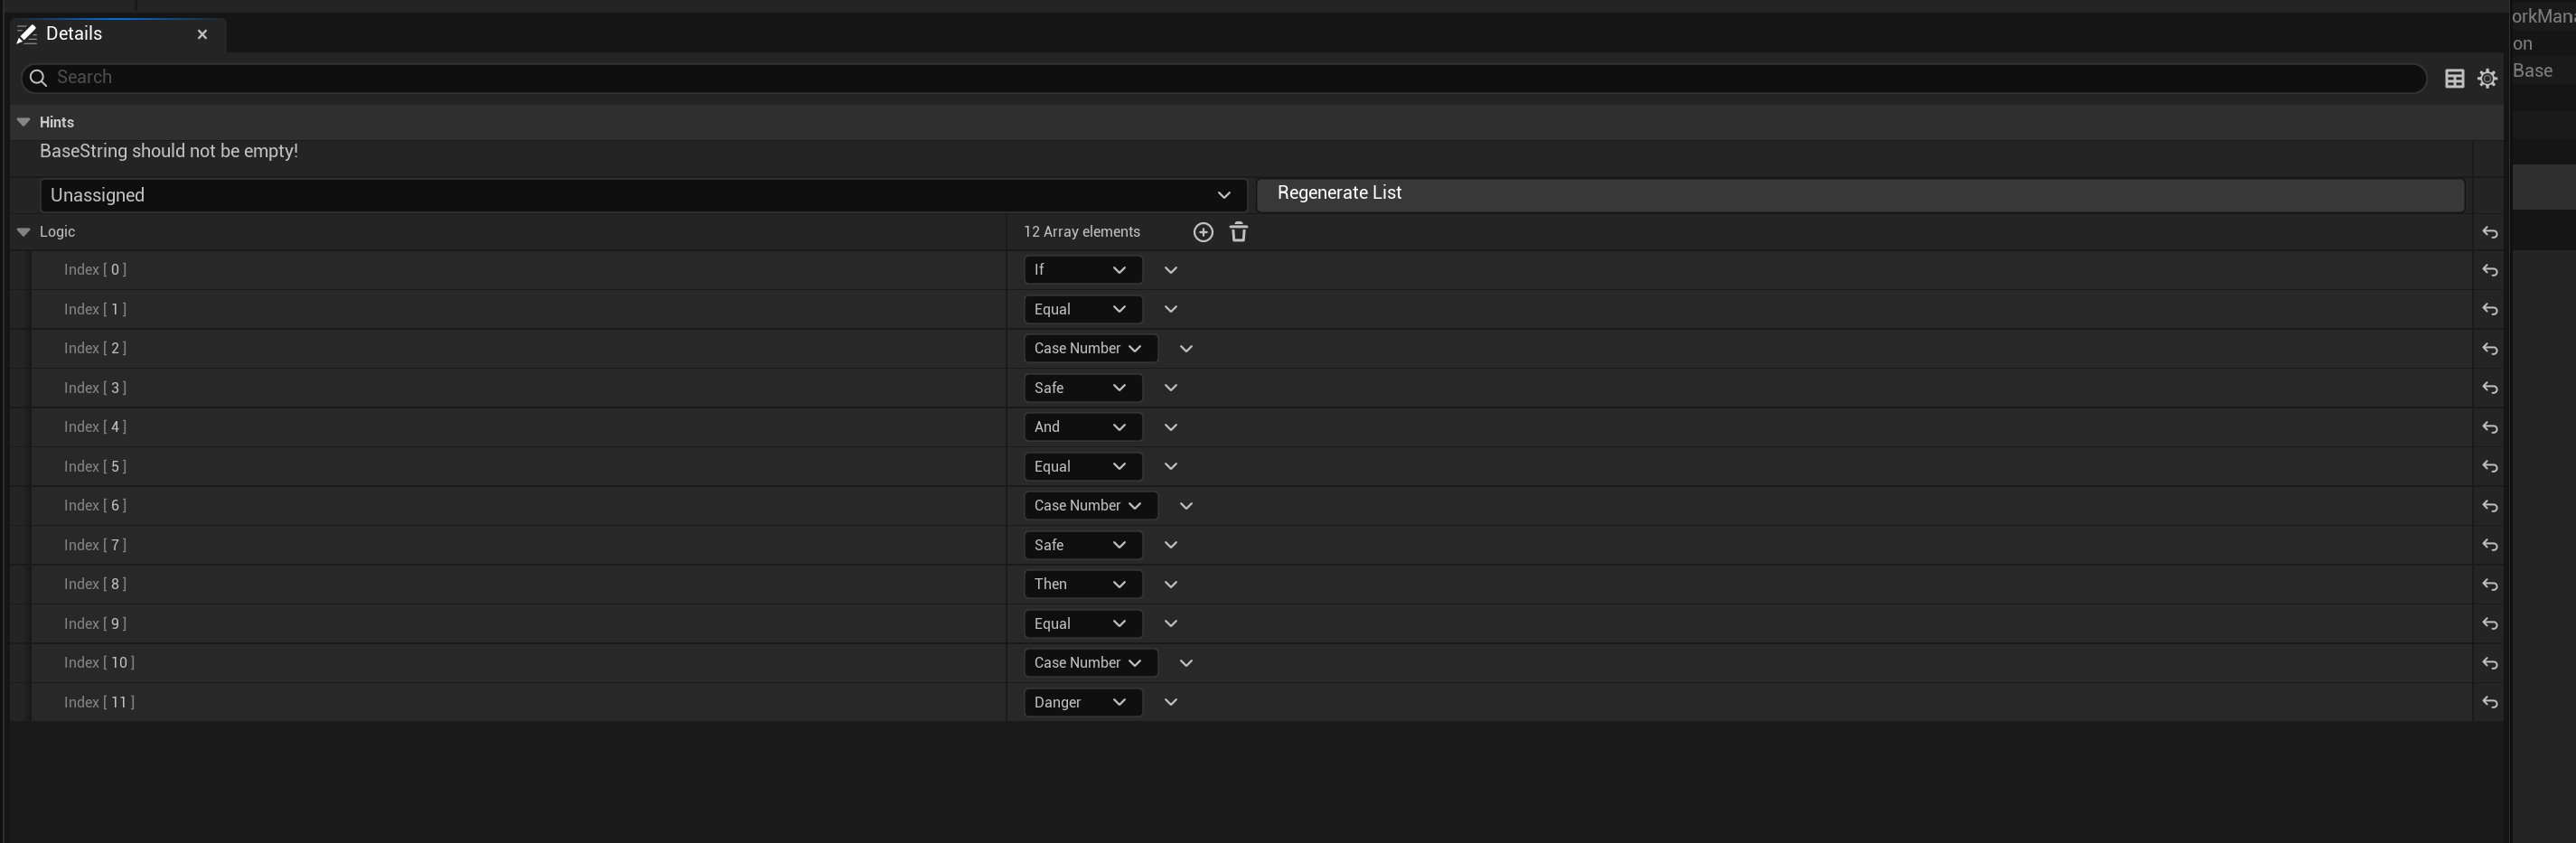 Details
Search
Hints
BaseString should not be empty!
Unassigned
Regenerate List
Logic 12 Array elements
Index [ 0 ] If
Index [ 1 ] Equal
Index [ 2 ] Case Number
Index [ 3 ] Safe
Index [ 4 ] And
Index [ 5 ] Equal
Index [ 6 ] Case Number
Index [ 7 ] Safe
Index [ 8 ] Then
Index [ 9 ] Equal
Index [ 10 ] Case Number
Index [ 11 ] Danger
orkMan
on
Base